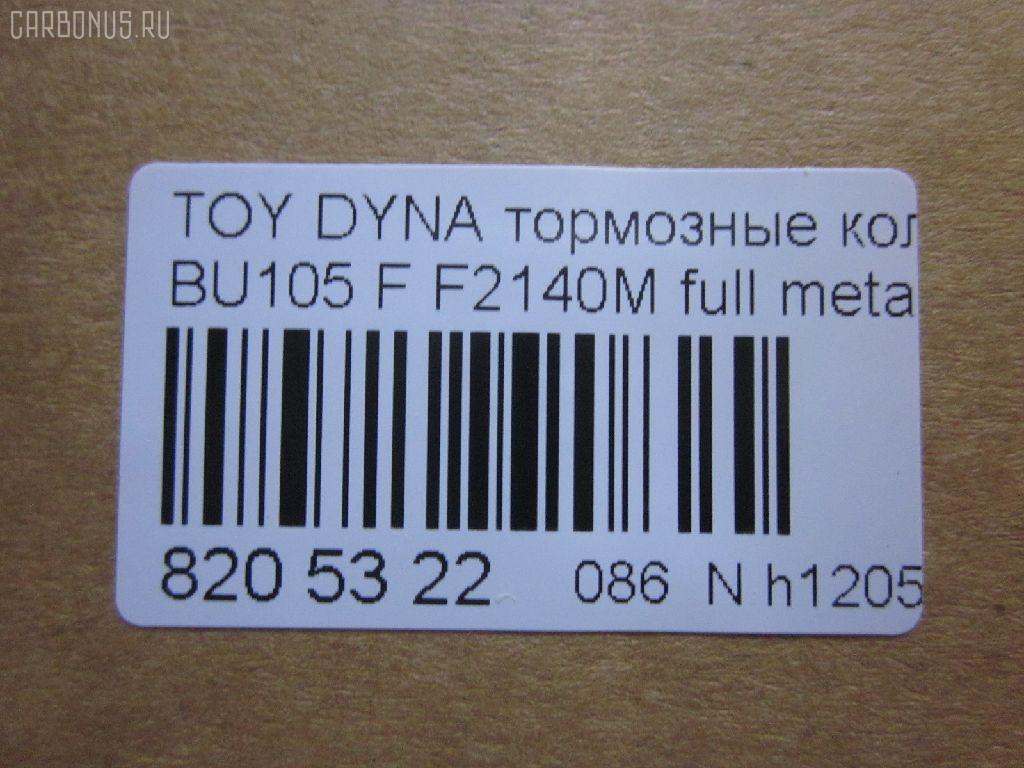 CARBONUS.RU
TOY DYNA тормозные кол
BU105 F F2140M full meta
820 53 22 086 N h1205